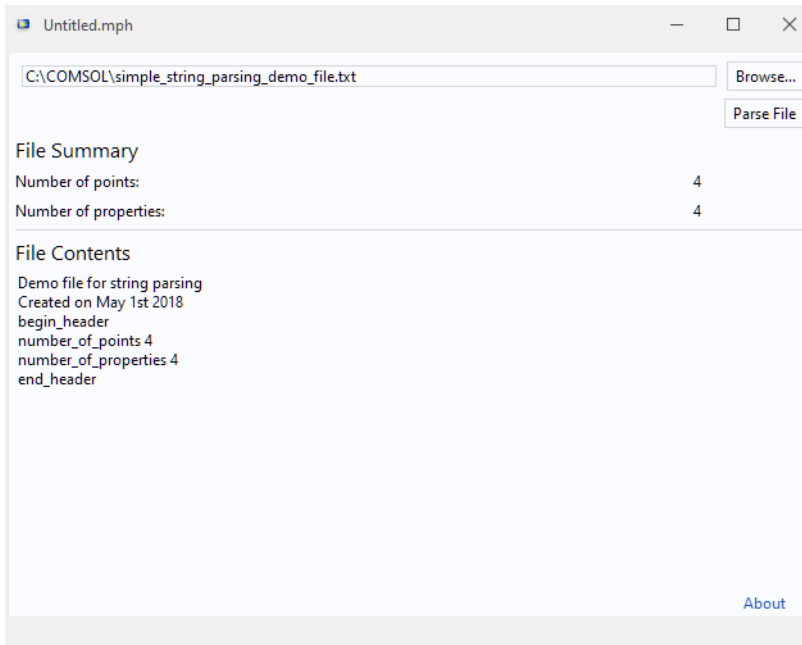 Untitled.mph
C:\COMSOL\simple_string_parsing_demo_file.txt
Browse...
Parse File
File Summary
Number of points: 4
Number of properties: 4
File Contents
Demo file for string parsing
Created on May 1st 2018
begin_header
number_of_points 4
number_of_properties 4
end_header
About